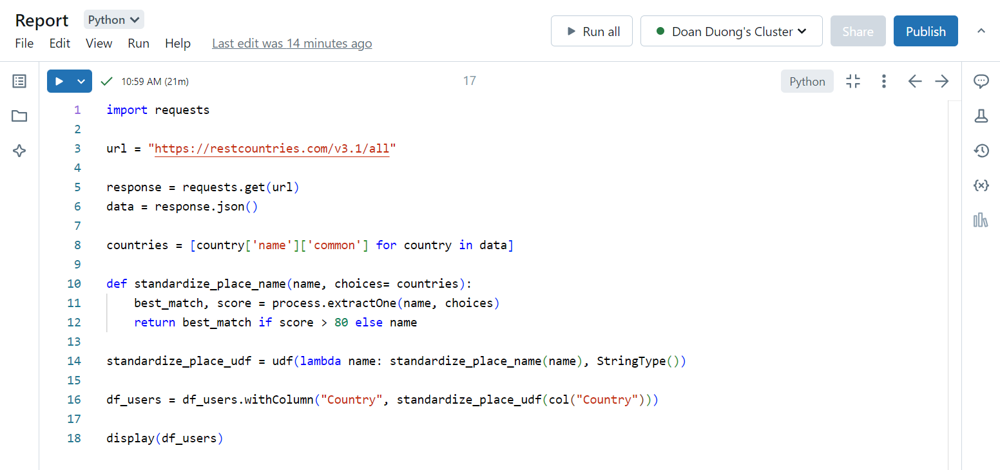 Report Python
File Edit View Run Help Last edit was 14 minutes ago
Run all Doan Duong's Cluster Share Publish
10:59 AM (21m) 17 Python
1 import requests
2
3 url = "https://restcountries.com/v3.1/all"
4
5 response = requests.get(url)
6 data = response.json()
7
8 countries = [country['name']['common'] for country in data]
9
10 def standardize_place_name(name, choices= countries):
11     best_match, score = process.extractOne(name, choices)
12     return best_match if score > 80 else name
13
14 standardize_place_udf = udf(lambda name: standardize_place_name(name), StringType())
15
16 df_users = df_users.withColumn("Country", standardize_place_udf(col("Country")))
17
18 display(df_users)